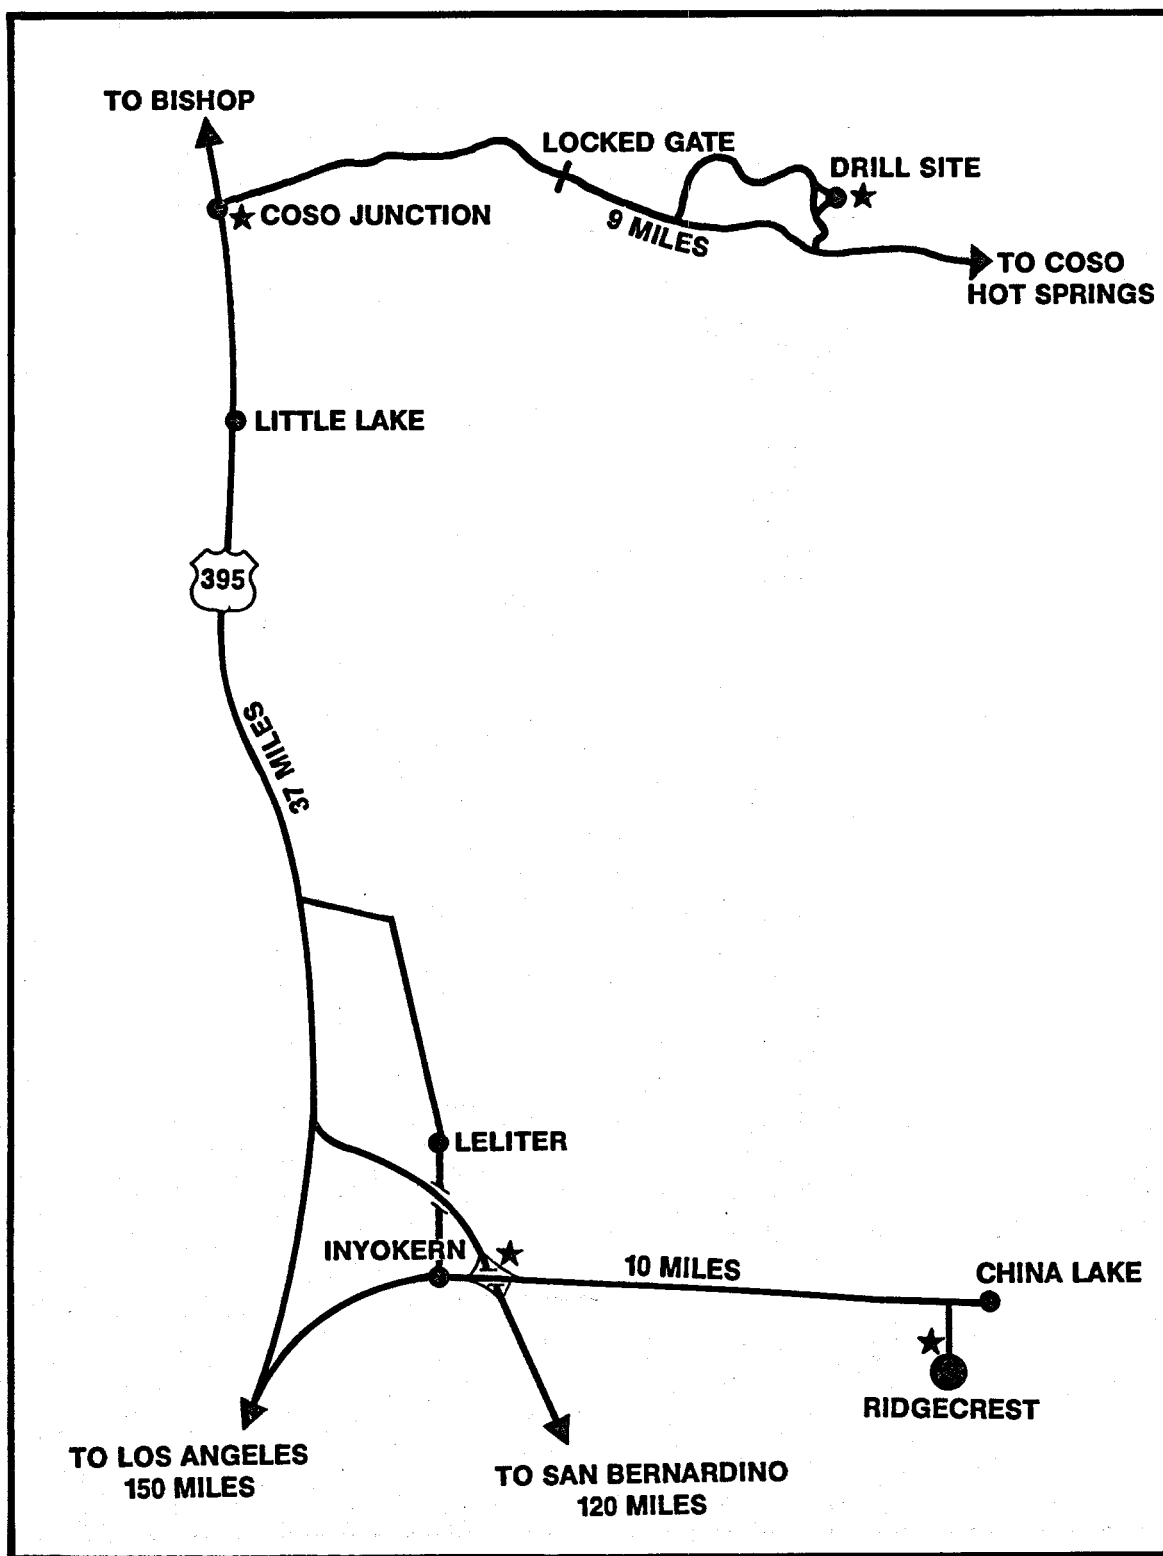 TO BISHOP
LOCKED GATE
DRILL SITE
COSO JUNCTION
9 MILES
TO COSO
HOT SPRINGS
LITTLE LAKE
395
37 MILES
LELITER
INYOKERN
10 MILES
CHINA LAKE
RIDGECREST
TO LOS ANGELES
150 MILES
TO SAN BERNARDINO
120 MILES